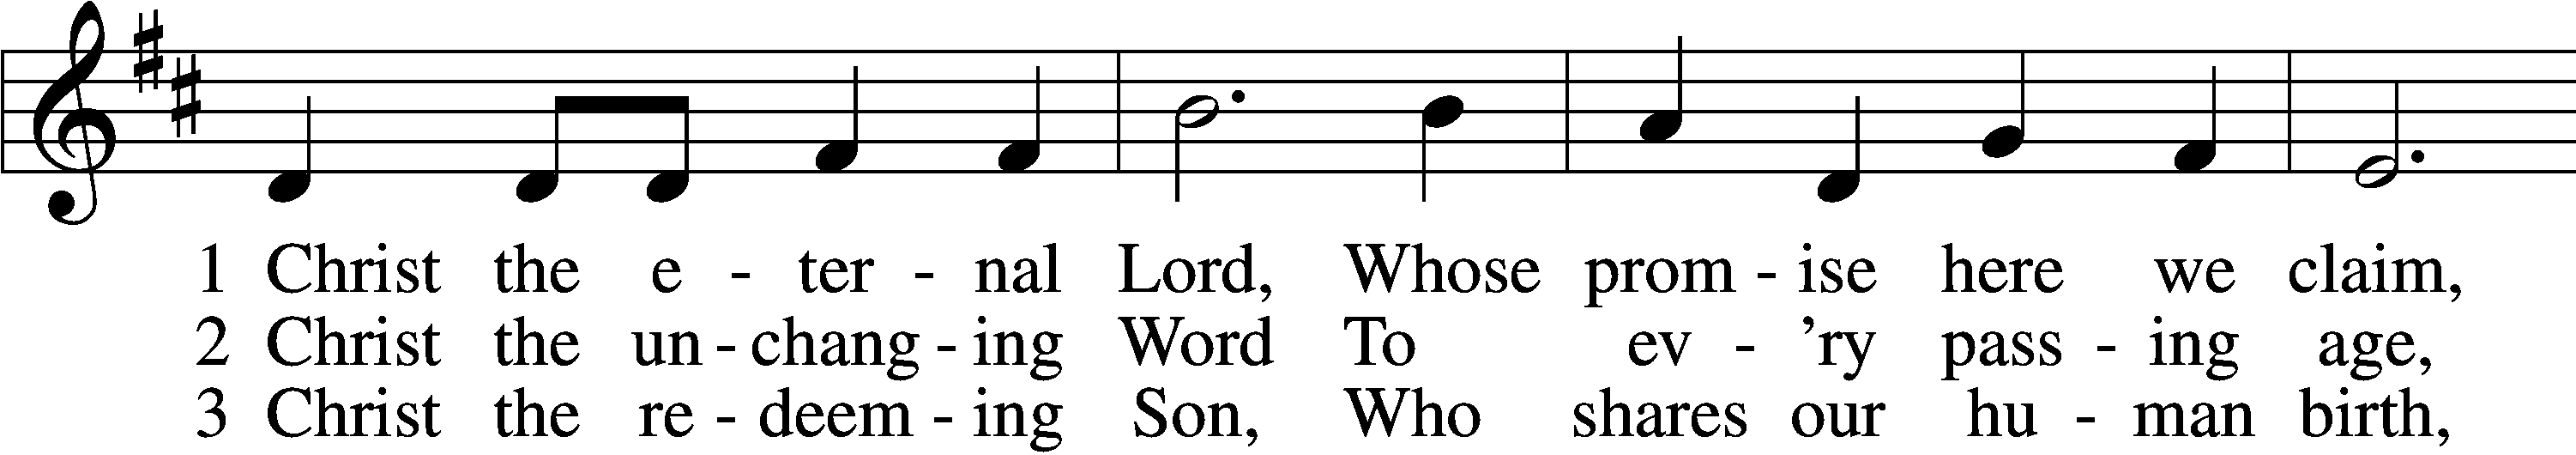 1 Christ the e - ter - nal Lord, Whose prom - ise here we claim,
2 Christ the un - chang - ing Word To ev - ’ry pass - ing age,
3 Christ the re - deem - ing Son, Who shares our hu - man birth,